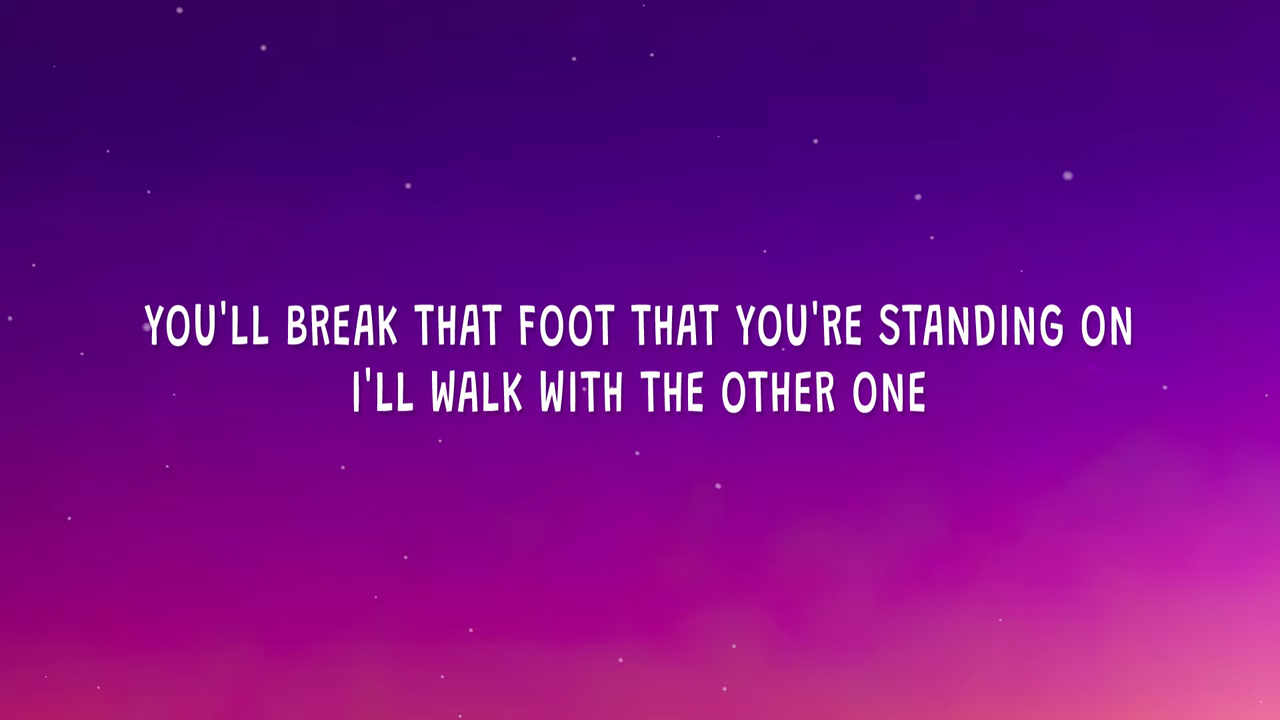 YOU'LL BREAK THAT FOOT THAT YOU'RE STANDING ON
I'LL WALK WITH THE OTHER ONE